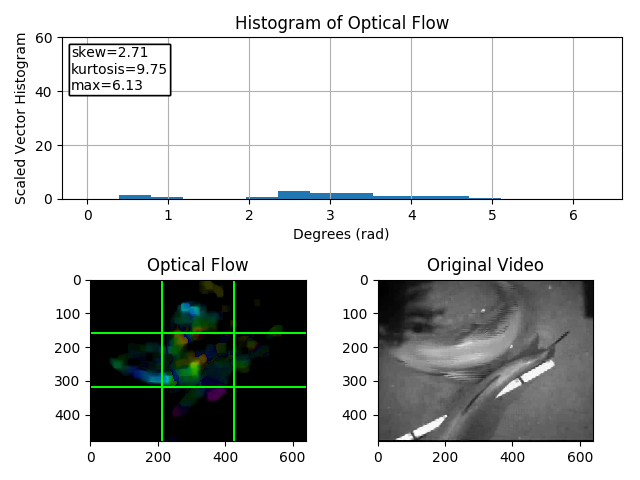 Histogram of Optical Flow
60
40
20
0
Scaled Vector Histogram
skew=2.71
kurtosis=9.75
max=6.13
0 1 2 3 4 5 6
Degrees (rad)
Optical Flow
0
100
200
300
400
0 200 400 600
Original Video
0
100
200
300
400
0 200 400 600